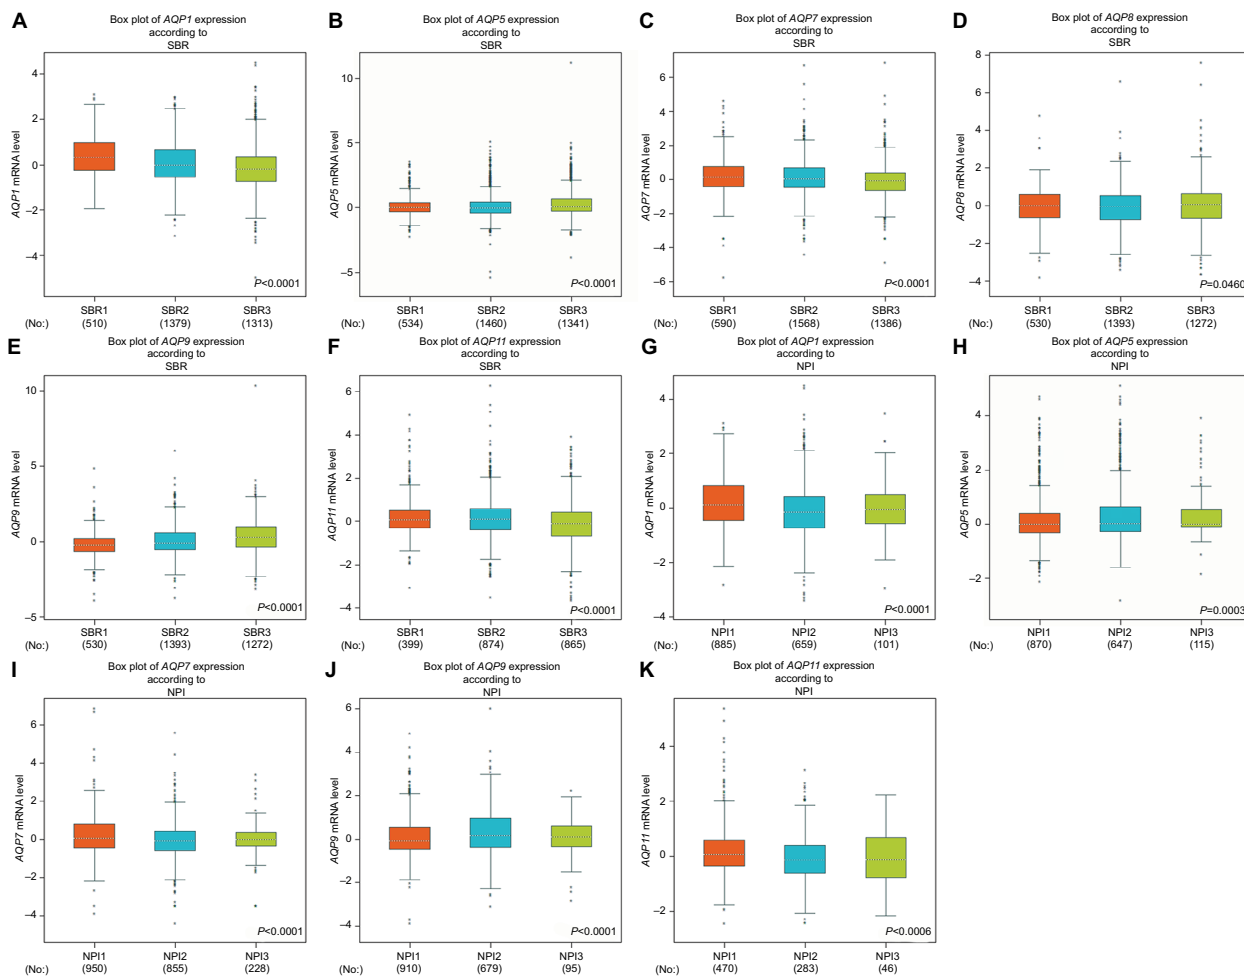 A
Box plot of AQP1 expression
according to
SBR
AQP1 mRNA level
4
2
0
–2
–4
P<0.0001
SBR1 SBR2 SBR3
(No:) (510) (1379) (1313)
B
Box plot of AQP5 expression
according to
SBR
AQP5 mRNA level
10
5
0
–5
P<0.0001
SBR1 SBR2 SBR3
(No:) (534) (1460) (1341)
C
Box plot of AQP7 expression
according to
SBR
AQP7 mRNA level
6
4
2
0
–2
–4
–6
P<0.0001
SBR1 SBR2 SBR3
(No:) (590) (1568) (1386)
D
Box plot of AQP8 expression
according to
SBR
AQP8 mRNA level
8
6
4
2
0
–2
–4
P=0.0460
SBR1 SBR2 SBR3
(No:) (530) (1393) (1272)
E
Box plot of AQP9 expression
according to
SBR
AQP9 mRNA level
10
5
0
–5
P<0.0001
SBR1 SBR2 SBR3
(No:) (530) (1393) (1272)
F
Box plot of AQP11 expression
according to
SBR
AQP11 mRNA level
6
4
2
0
–2
–4
P<0.0001
SBR1 SBR2 SBR3
(No:) (399) (874) (865)
G
Box plot of AQP1 expression
according to
NPI
AQP1 mRNA level
4
2
0
–2
–4
P<0.0001
NPI1 NPI2 NPI3
(No:) (885) (659) (101)
H
Box plot of AQP5 expression
according to
NPI
AQP5 mRNA level
4
2
0
–2
P=0.0003
NPI1 NPI2 NPI3
(No:) (870) (647) (115)
I
Box plot of AQP7 expression
according to
NPI
AQP7 mRNA level
6
4
2
0
–2
–4
P<0.0001
NPI1 NPI2 NPI3
(No:) (950) (855) (228)
J
Box plot of AQP9 expression
according to
NPI
AQP9 mRNA level
6
4
2
0
–2
–4
P<0.0001
NPI1 NPI2 NPI3
(No:) (910) (679) (95)
K
Box plot of AQP11 expression
according to
NPI
AQP11 mRNA level
4
2
0
–2
P<0.0006
NPI1 NPI2 NPI3
(No:) (470) (283) (46)